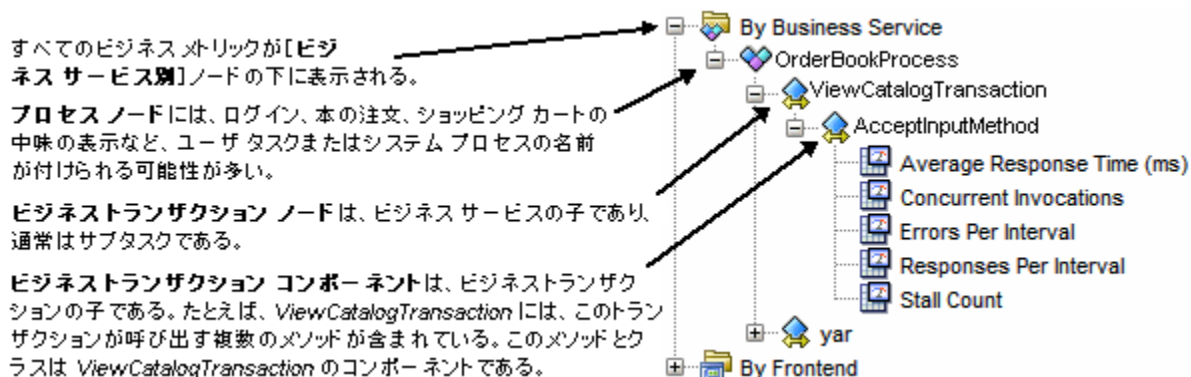 すべてのビジネス メトリックが[ビジ
ネス サービス別]ノードの下に表示される。
プロセス ノードには、ログイン、本の注文、ショッピング カートの
中味の表示など、ユーザ タスクまたはシステム プロセスの名前
が付けられる可能性が多い。
ビジネストランザクション ノードは、ビジネス サービスの子であり、
通常はサブタスクである。
ビジネストランザクション コンポーネントは、ビジネストランザク
ションの子である。たとえば、ViewCatalogTransaction には、このトラン
ザクションが呼び出す複数のメソッドが含まれている。このメソッドとク
ラスは ViewCatalogTransaction のコンポーネントである。
By Business Service
OrderBookProcess
ViewCatalogTransaction
AcceptInputMethod
Average Response Time (ms)
Concurrent Invocations
Errors Per Interval
Responses Per Interval
Stall Count
yar
By Frontend